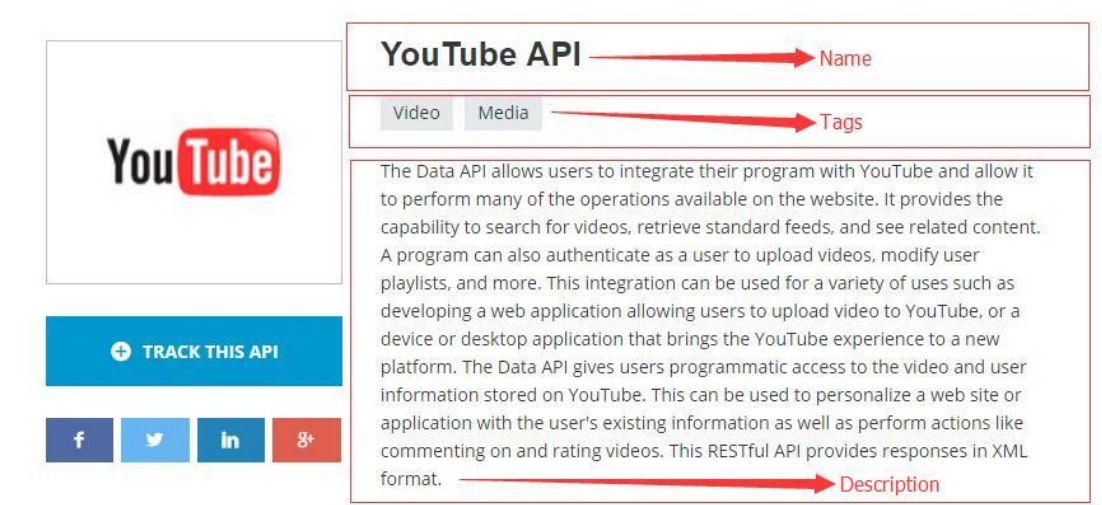 YouTube API
Name
Video Media
Tags
You Tube
The Data API allows users to integrate their program with YouTube and allow it
to perform many of the operations available on the website. It provides the
capability to search for videos, retrieve standard feeds, and see related content.
A program can also authenticate as a user to upload videos, modify user
playlists, and more. This integration can be used for a variety of uses such as
developing a web application allowing users to upload video to YouTube, or a
device or desktop application that brings the YouTube experience to a new
platform. The Data API gives users programmatic access to the video and user
information stored on YouTube. This can be used to personalize a web site or
application with the user's existing information as well as perform actions like
commenting on and rating videos. This RESTful API provides responses in XML
format.
Description
TRACK THIS API
f in 8+